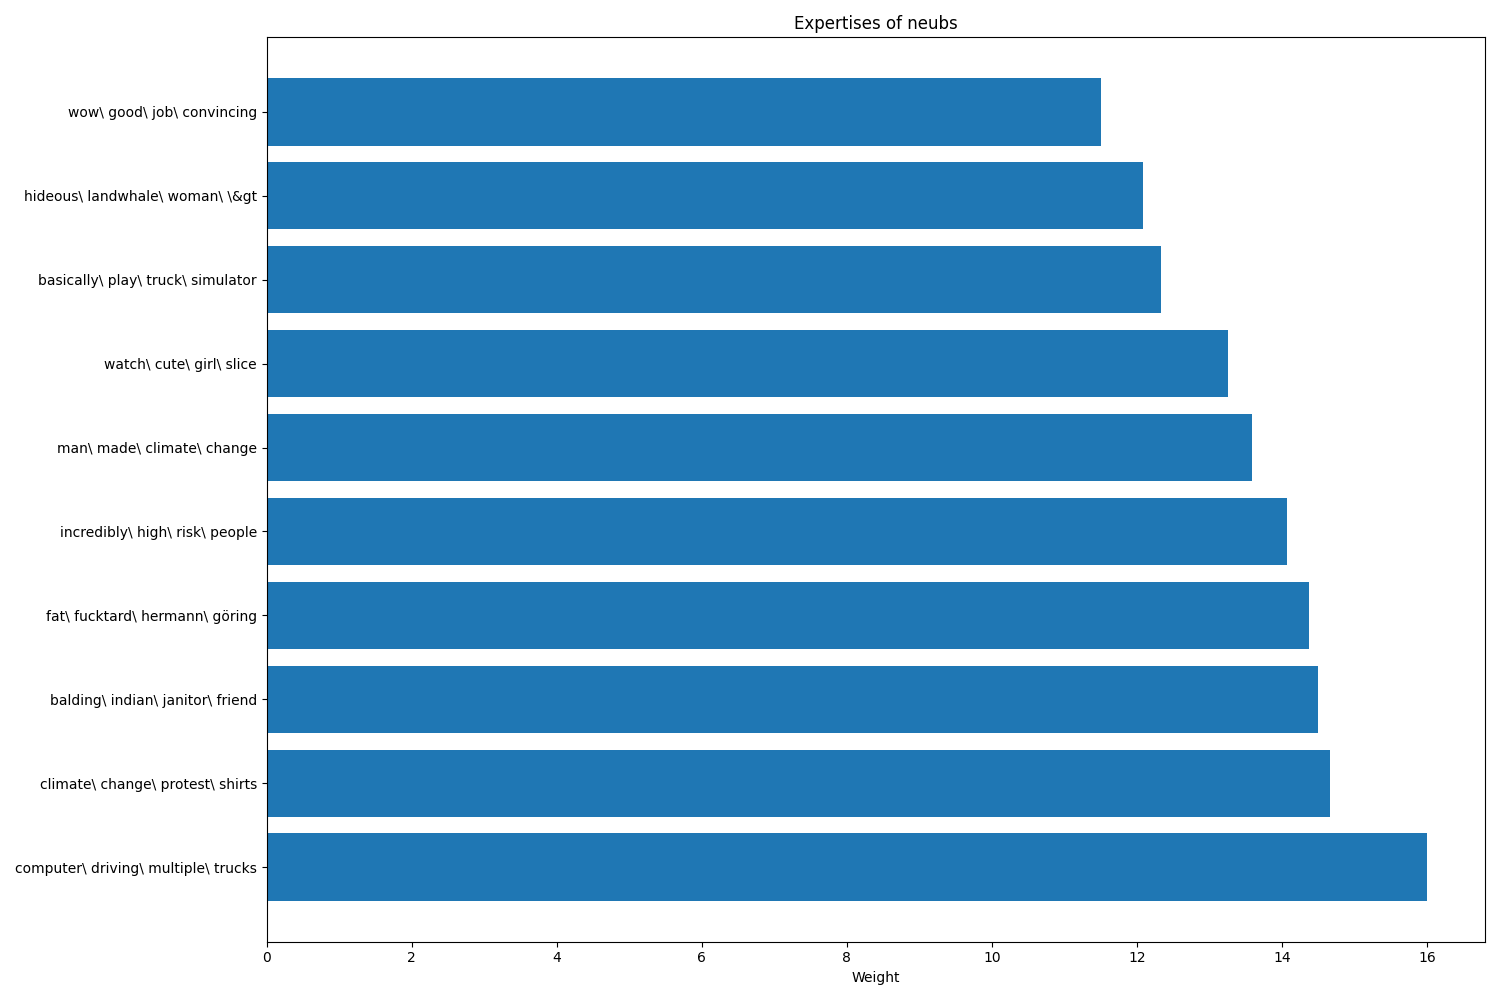 Expertises of neubs
wow\ good\ job\ convincing
hideous\ landwhale\ woman\ \&gt
basically\ play\ truck\ simulator
watch\ cute\ girl\ slice
man\ made\ climate\ change
incredibly\ high\ risk\ people
fat\ fucktard\ hermann\ göring
balding\ indian\ janitor\ friend
climate\ change\ protest\ shirts
computer\ driving\ multiple\ trucks
0 2 4 6 8 10 12 14 16
Weight